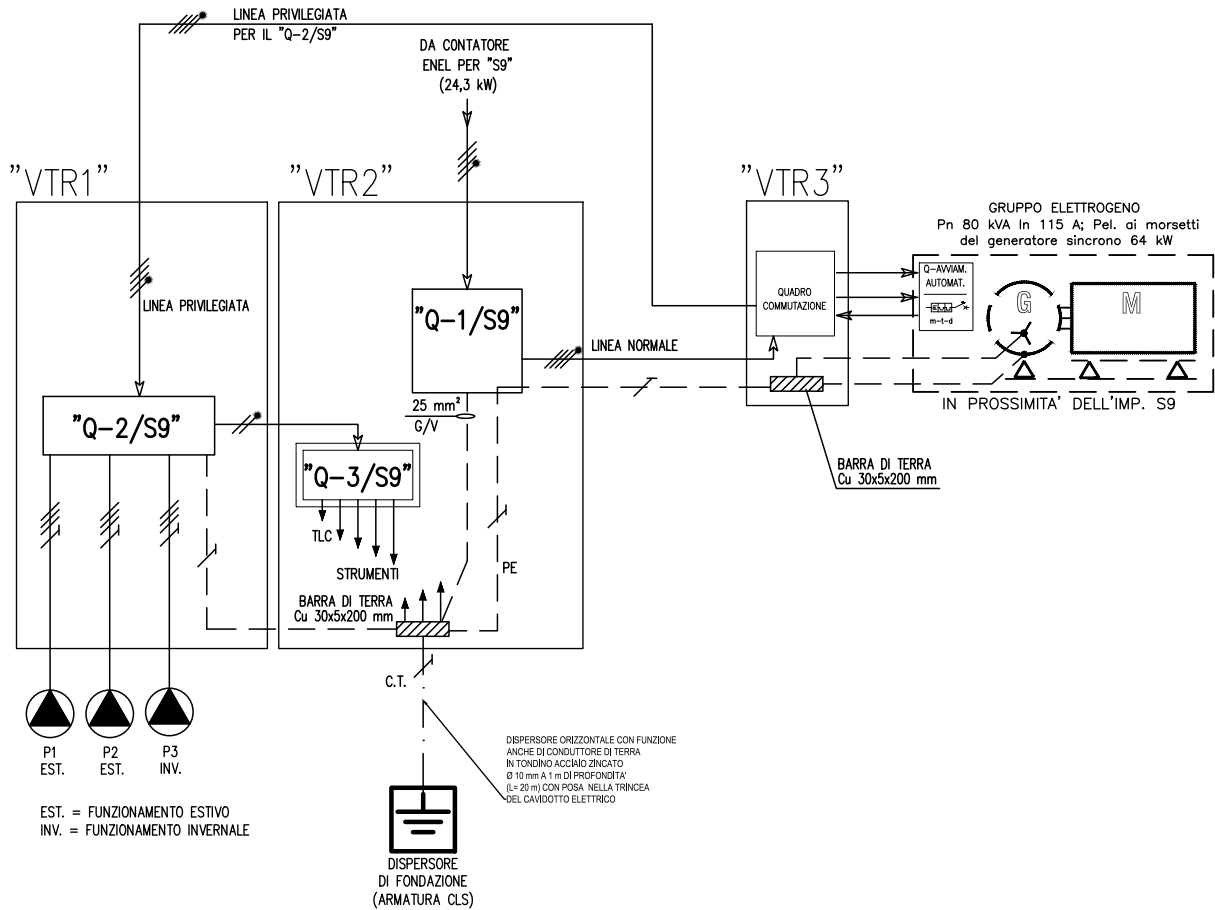 LINEA PRIVILEGIATA
PER IL "Q-2/S9"
DA CONTATORE
ENEL PER "S9"
(24,3 kW)
"VTR1"
"VTR2"
"VTR3"
GRUPPO ELETTROGENO
Pn 80 kVA In 115 A; Pel. ai morsetti
del generatore sincrono 64 kW
LINEA PRIVILEGIATA
"Q-1/S9"
QUADRO
COMMUTAZIONE
Q-AVVIAM.
AUTOMAT.
m-t-d
G
M
LINEA NORMALE
IN PROSSIMITA' DELL'IMP. S9
25 mm²
G/V
"Q-2/S9"
"Q-3/S9"
BARRA DI TERRA
Cu 30x5x200 mm
TLC
STRUMENTI
PE
BARRA DI TERRA
Cu 30x5x200 mm
C.T.
P1
EST.
P2
EST.
P3
INV.
DISPERSORE ORIZZONTALE CON FUNZIONE
ANCHE DI CONDUTTORE DI TERRA
IN TONDINO ACCIAIO ZINCATO
Ø 10 mm A 1 m DI PROFONDITA'
(L= 20 m) CON POSA NELLA TRINCEA
DEL CAVIDOTTO ELETTRICO
EST. = FUNZIONAMENTO ESTIVO
INV. = FUNZIONAMENTO INVERNALE
DISPERSORE
DI FONDAZIONE
(ARMATURA CLS)